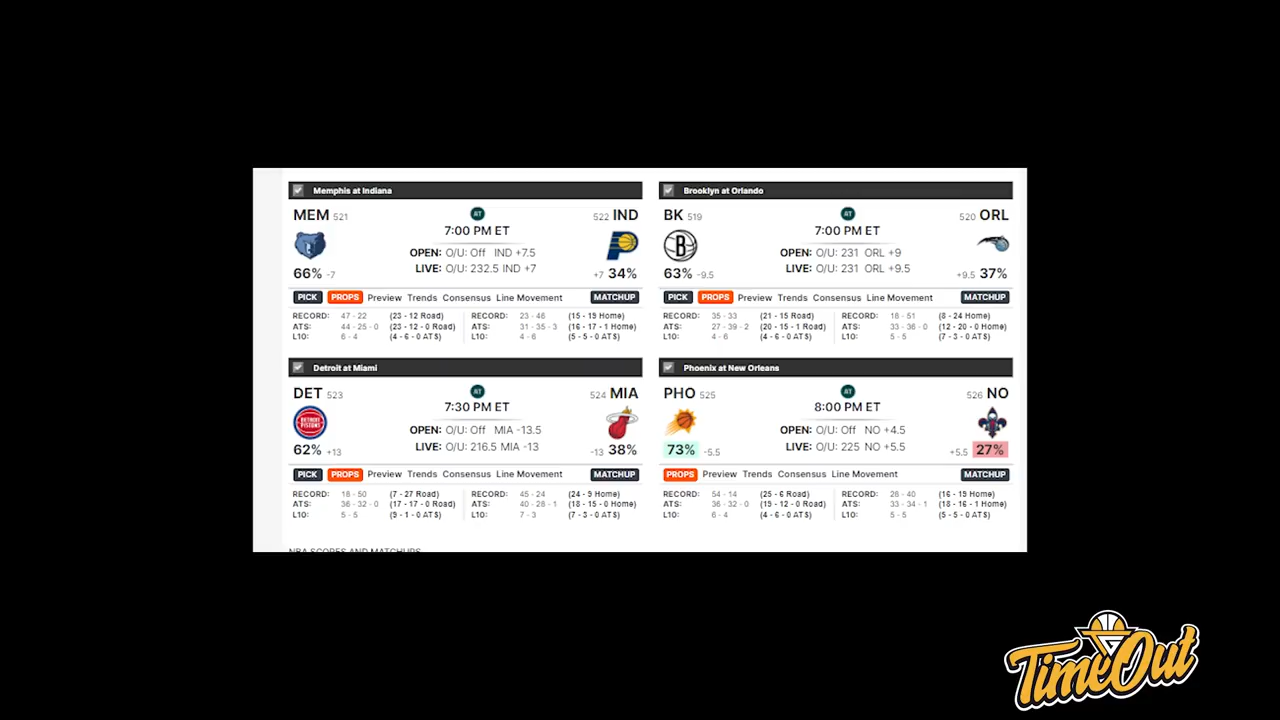 Memphis at Indiana
MEM 521 AT 522 IND
7:00 PM ET
OPEN: O/U: Off IND +7.5
LIVE: O/U: 232.5 IND +7
66% -7 +7 34%
PICK PROPS Preview Trends Consensus Line Movement MATCHUP
RECORD: 47 - 22 (23 - 12 Road) RECORD: 23 - 46 (15 - 19 Home)
ATS: 44 - 25 - 0 (23 - 12 - 0 Road) ATS: 31 - 35 - 3 (16 - 17 - 1 Home)
L10: 6 - 4 (4 - 6 - 0 ATS) L10: 4 - 6 (5 - 5 - 0 ATS)
Brooklyn at Orlando
BK 519 AT 520 ORL
7:00 PM ET
OPEN: O/U: 231 ORL +9
LIVE: O/U: 231 ORL +9.5
63% -9.5 +9.5 37%
PICK PROPS Preview Trends Consensus Line Movement MATCHUP
RECORD: 35 - 33 (21 - 15 Road) RECORD: 18 - 51 (8 - 24 Home)
ATS: 27 - 39 - 2 (20 - 15 - 1 Road) ATS: 33 - 36 - 0 (12 - 20 - 0 Home)
L10: 4 - 6 (4 - 6 - 0 ATS) L10: 5 - 5 (7 - 3 - 0 ATS)
Detroit at Miami
DET 523 AT 524 MIA
7:30 PM ET
OPEN: O/U: Off MIA -13.5
LIVE: O/U: 216.5 MIA -13
62% +13 -13 38%
PICK PROPS Preview Trends Consensus Line Movement MATCHUP
RECORD: 18 - 50 (7 - 27 Road) RECORD: 45 - 24 (24 - 9 Home)
ATS: 36 - 32 - 0 (17 - 17 - 0 Road) ATS: 40 - 28 - 1 (18 - 15 - 0 Home)
L10: 5 - 5 (9 - 1 - 0 ATS) L10: 7 - 3 (7 - 3 - 0 ATS)
Phoenix at New Orleans
PHO 525 AT 526 NO
8:00 PM ET
OPEN: O/U: Off NO +4.5
LIVE: O/U: 225 NO +5.5
73% -5.5 +5.5 27%
PROPS Preview Trends Consensus Line Movement MATCHUP
RECORD: 54 - 14 (25 - 6 Road) RECORD: 28 - 40 (16 - 19 Home)
ATS: 36 - 32 - 0 (19 - 12 - 0 Road) ATS: 33 - 34 - 1 (18 - 16 - 1 Home)
L10: 6 - 4 (4 - 6 - 0 ATS) L10: 5 - 5 (5 - 5 - 0 ATS)
NBA SCORES AND MATCHUPS
TimeOut